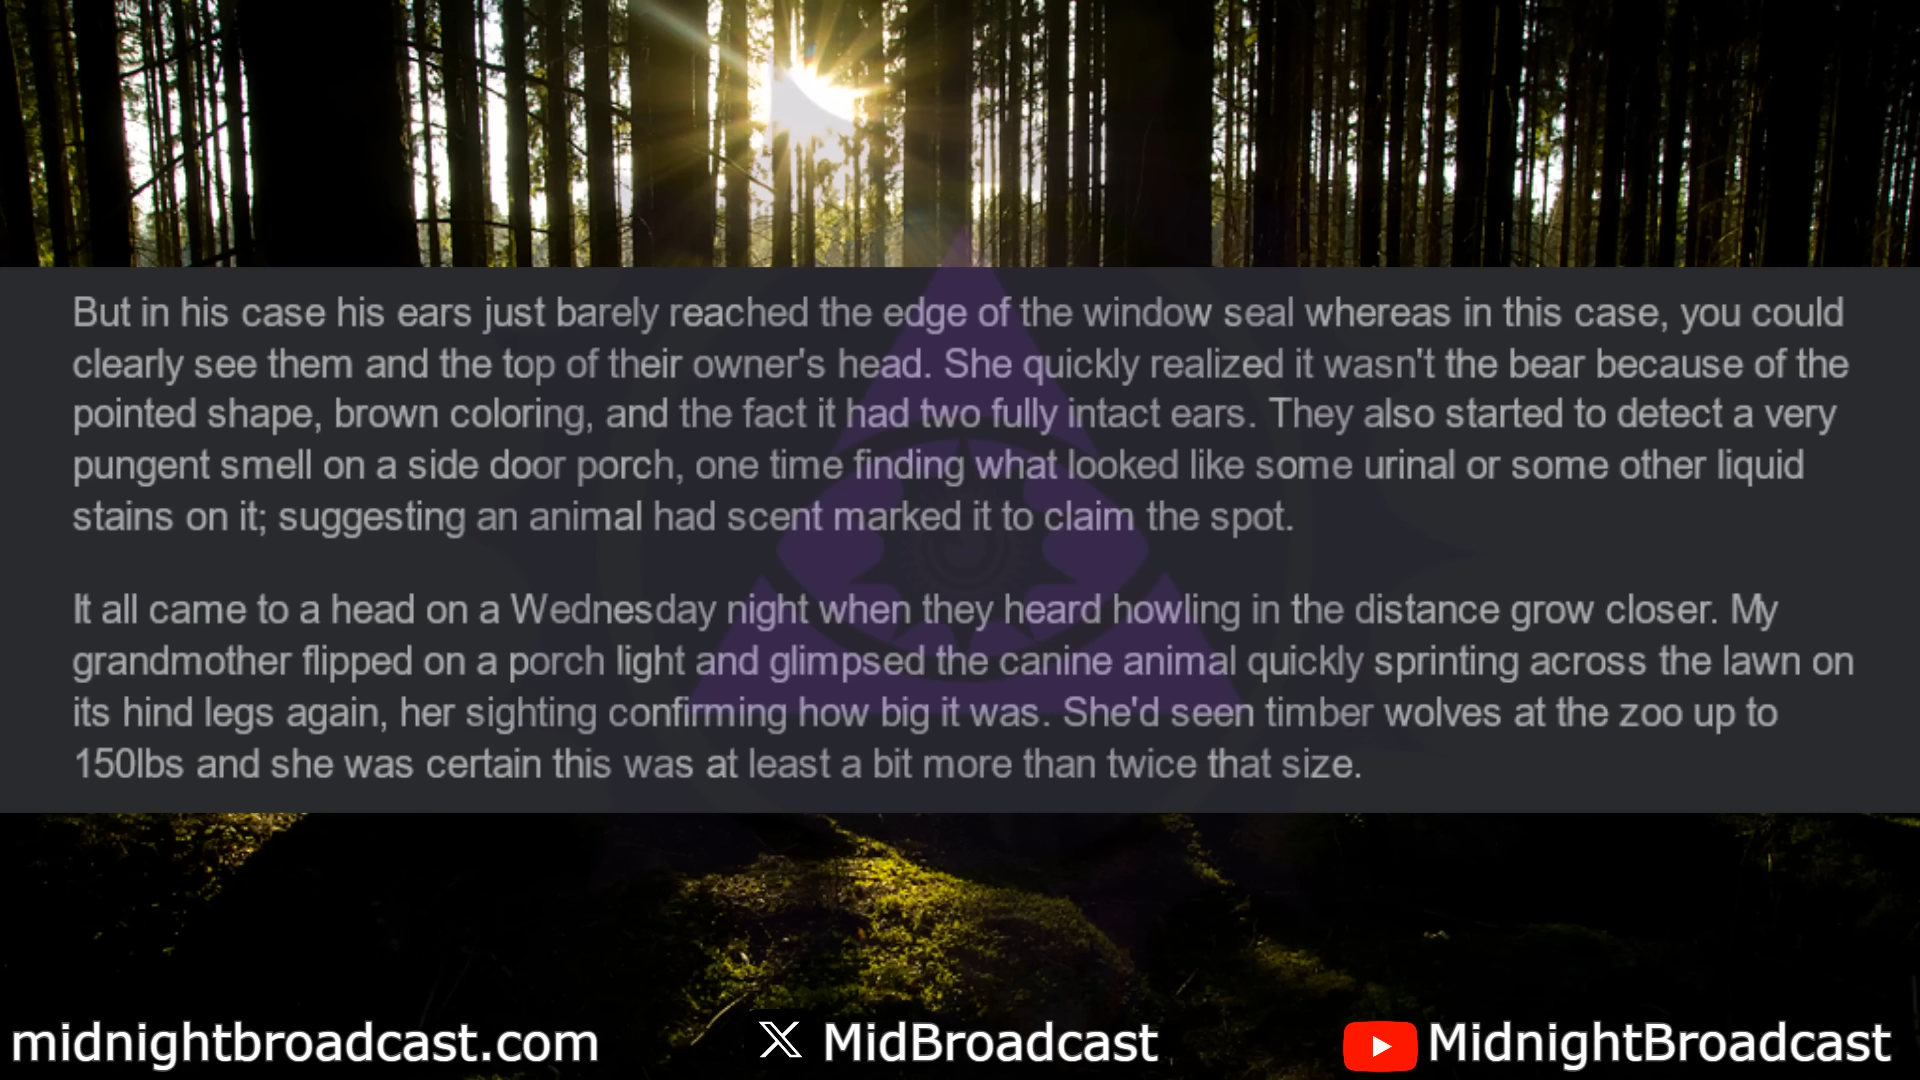 But in his case his ears just barely reached the edge of the window seal whereas in this case, you could
clearly see them and the top of their owner's head. She quickly realized it wasn't the bear because of the
pointed shape, brown coloring, and the fact it had two fully intact ears. They also started to detect a very
pungent smell on a side door porch, one time finding what looked like some urinal or some other liquid
stains on it; suggesting an animal had scent marked it to claim the spot.
It all came to a head on a Wednesday night when they heard howling in the distance grow closer. My
grandmother flipped on a porch light and glimpsed the canine animal quickly sprinting across the lawn on
its hind legs again, her sighting confirming how big it was. She'd seen timber wolves at the zoo up to
150lbs and she was certain this was at least a bit more than twice that size.
midnightbroadcast.com
MidBroadcast
MidnightBroadcast